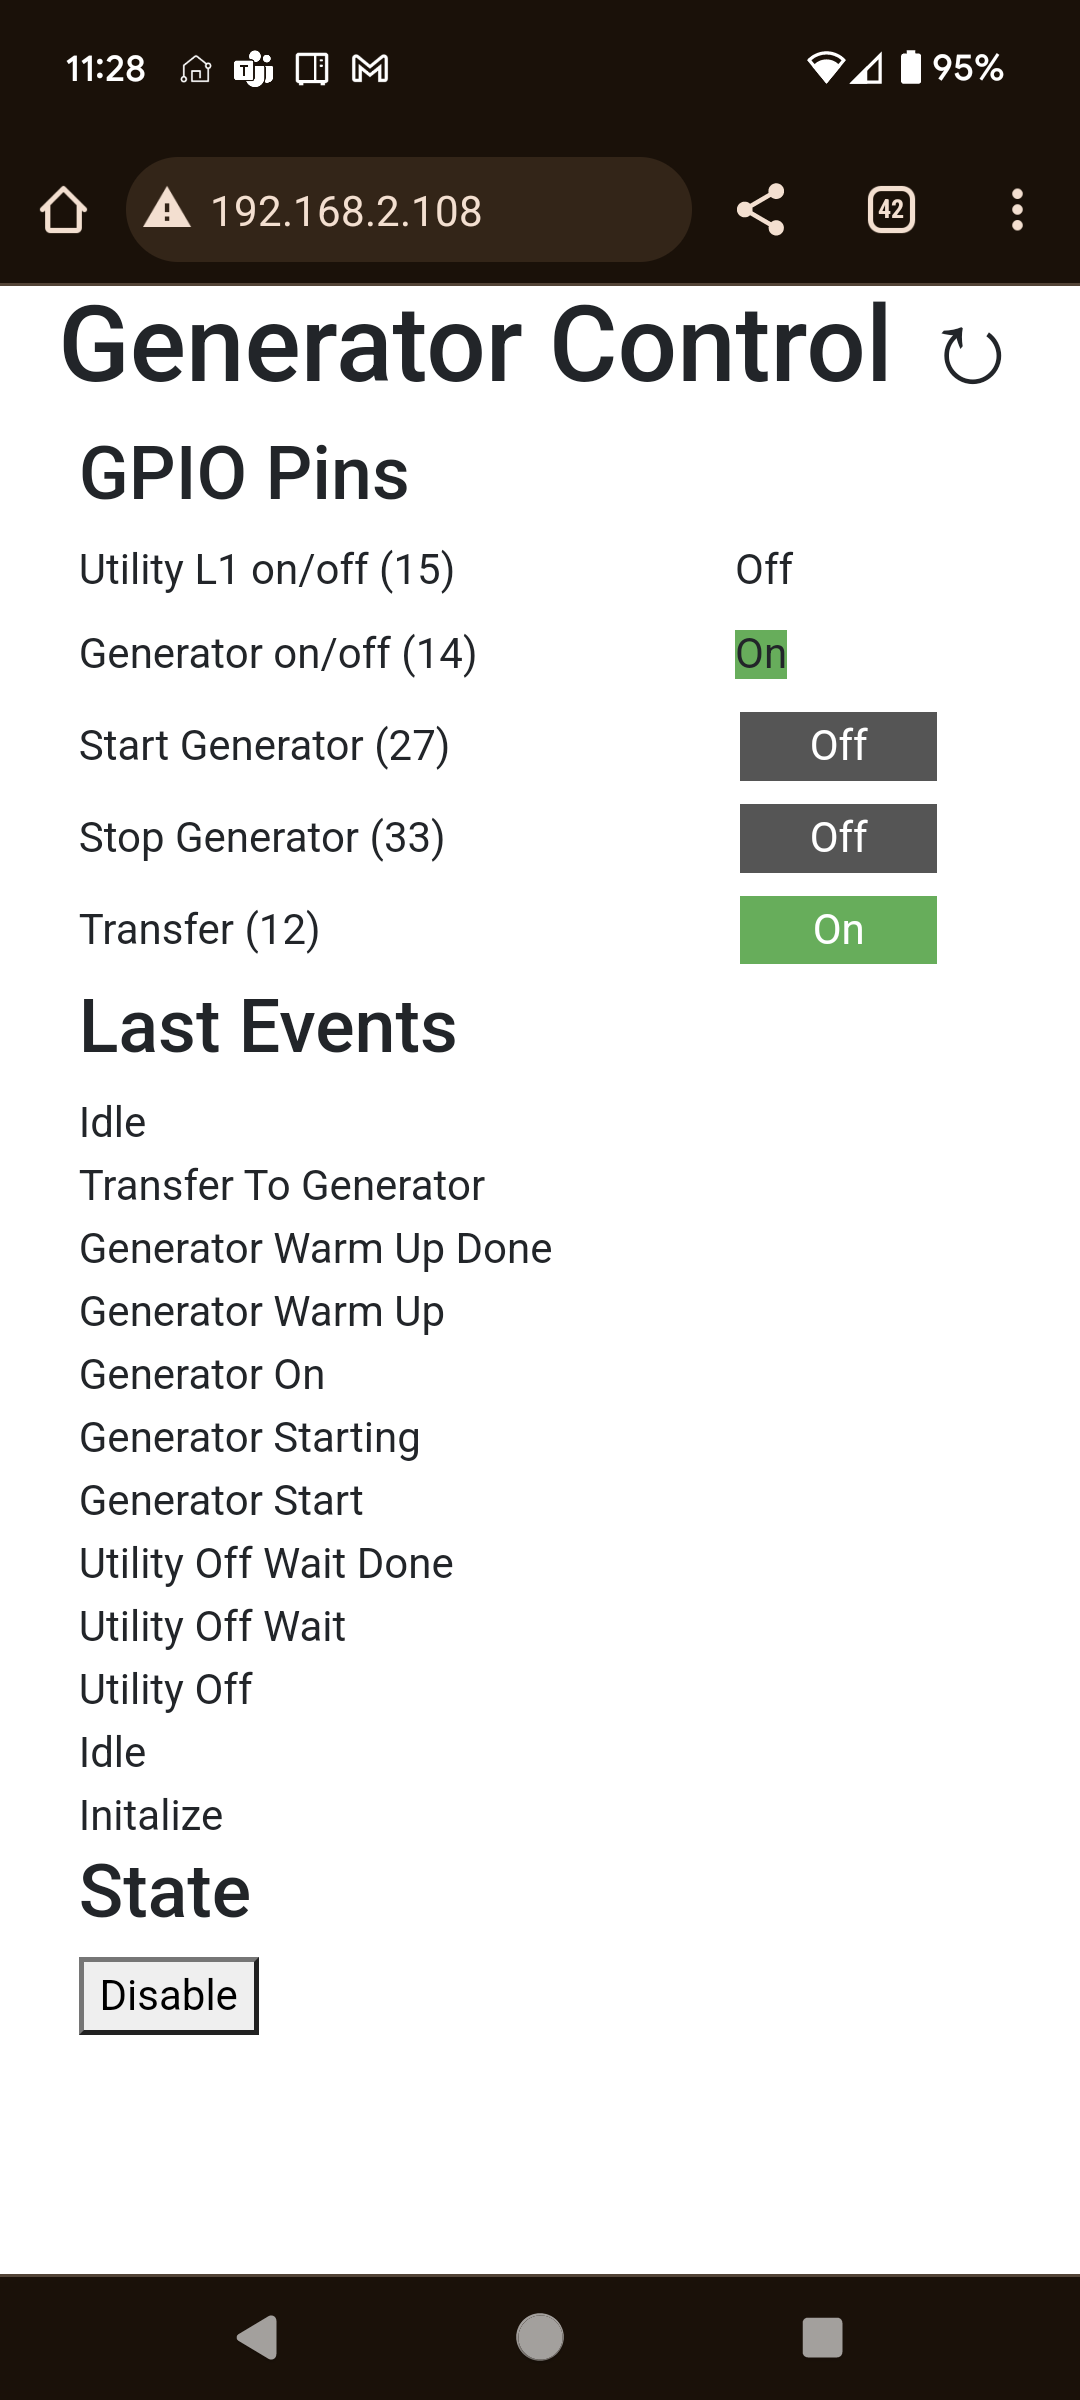 11:28 95%
192.168.2.108 42
Generator Control
GPIO Pins
Utility L1 on/off (15) Off
Generator on/off (14) On
Start Generator (27) Off
Stop Generator (33) Off
Transfer (12) On
Last Events
Idle
Transfer To Generator
Generator Warm Up Done
Generator Warm Up
Generator On
Generator Starting
Generator Start
Utility Off Wait Done
Utility Off Wait
Utility Off
Idle
Initalize
State
Disable